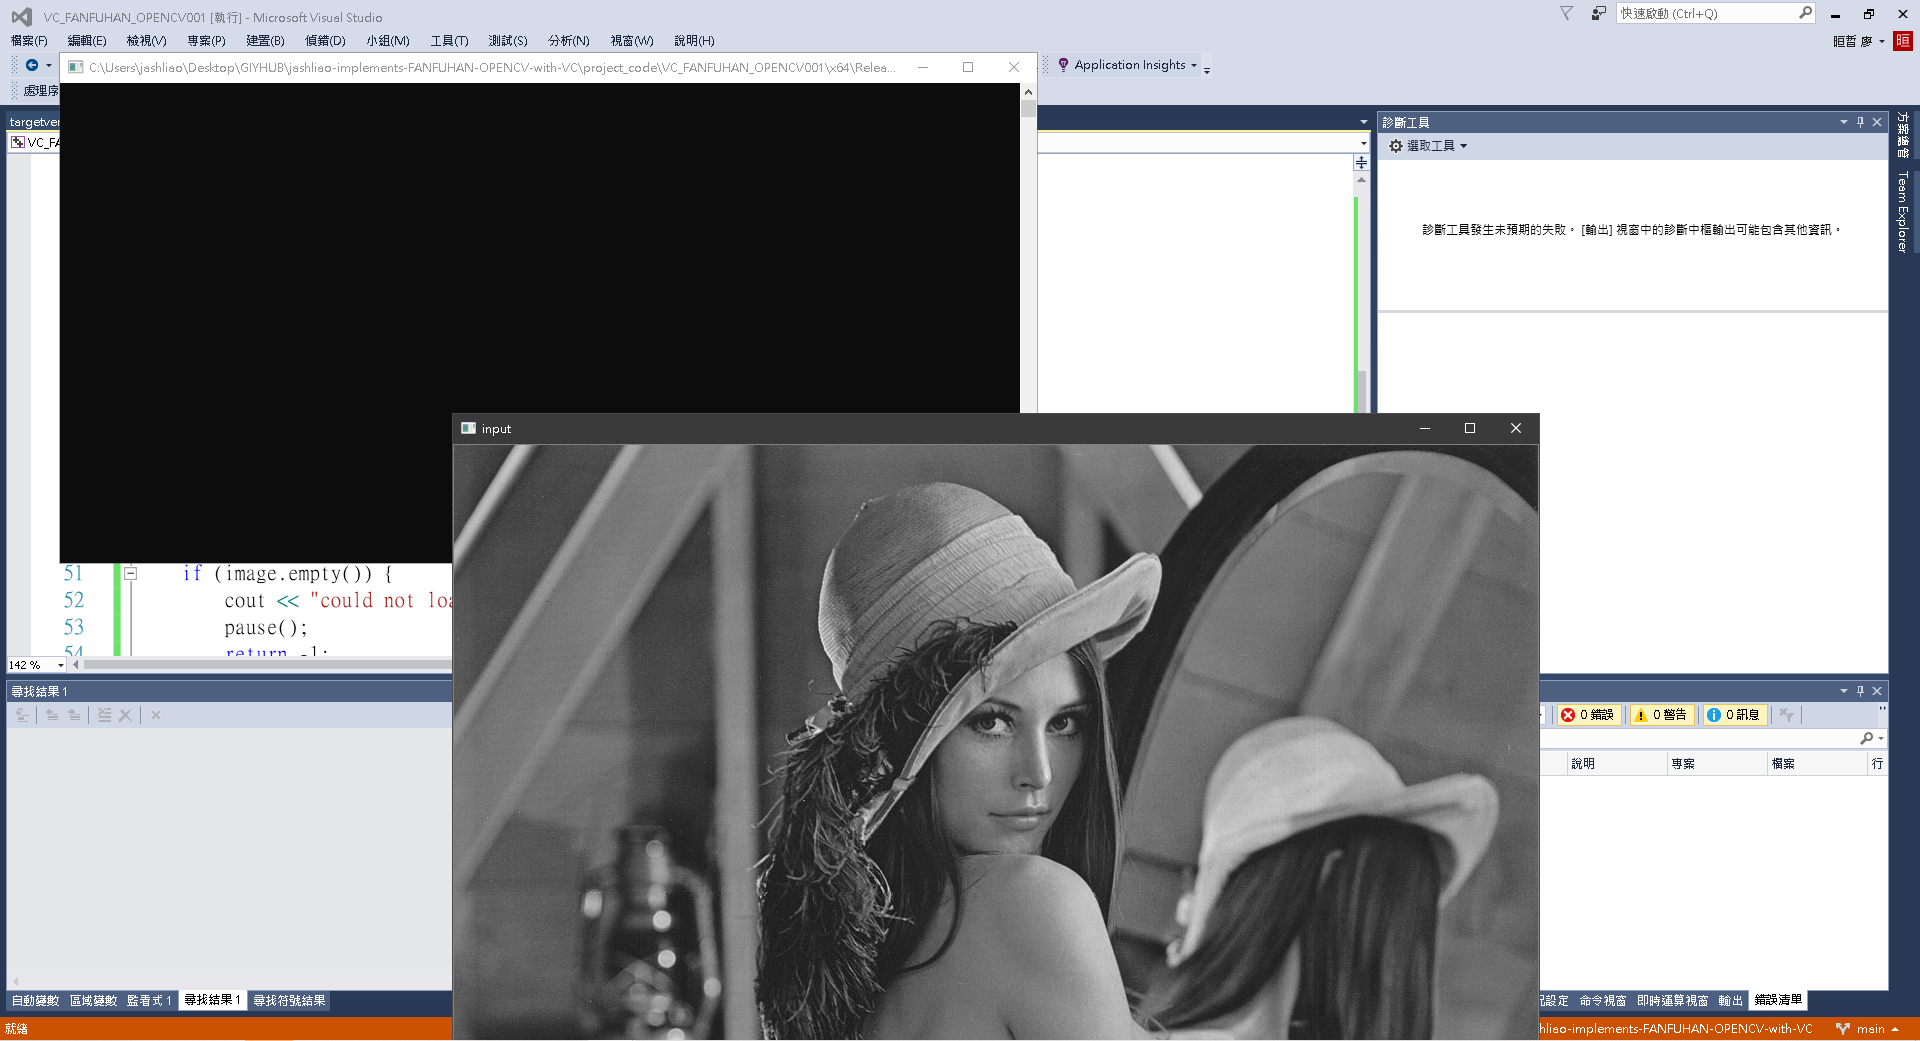 VC_FANFUHAN_OPENCV001 [執行] - Microsoft Visual Studio
快速啟動 (Ctrl+Q)
檔案(F) 編輯(E) 檢視(V) 專案(P) 建置(B) 偵錯(D) 小組(M) 工具(T) 測試(S) 分析(N) 視窗(W) 說明(H)
晅哲 廖
晅
C:\Users\jashliao\Desktop\GIYHUB\jashliao-implements-FANFUHAN-OPENCV-with-VC\project_code\VC_FANFUHAN_OPENCV001\x64\Relea...
Application Insights
處理序
targetver
VC_FA
診斷工具
選取工具
診斷工具發生未預期的失敗。 [輸出] 視窗中的診斷中樞輸出可能包含其他資訊。
方案總管
Team Explorer
input
51 if (image.empty()) {
52 cout << "could not loa
53 pause();
54 return -1;
142 %
尋找結果 1
0 錯誤 0 警告 0 訊息
說明 專案 檔案 行
自動變數 區域變數 監看式 1 尋找結果 1 尋找符號結果
設定 命令視窗 即時運算視窗 輸出 錯誤清單
就緒
hliao-implements-FANFUHAN-OPENCV-with-VC main